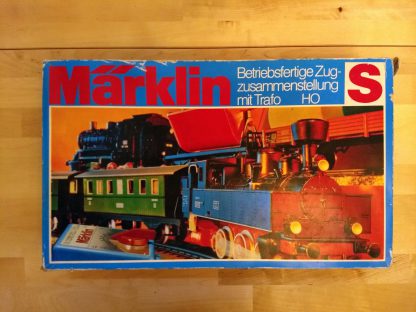 Märklin
Betriebsfertige Zug-
zusammenstellung
mit Trafo HO
S